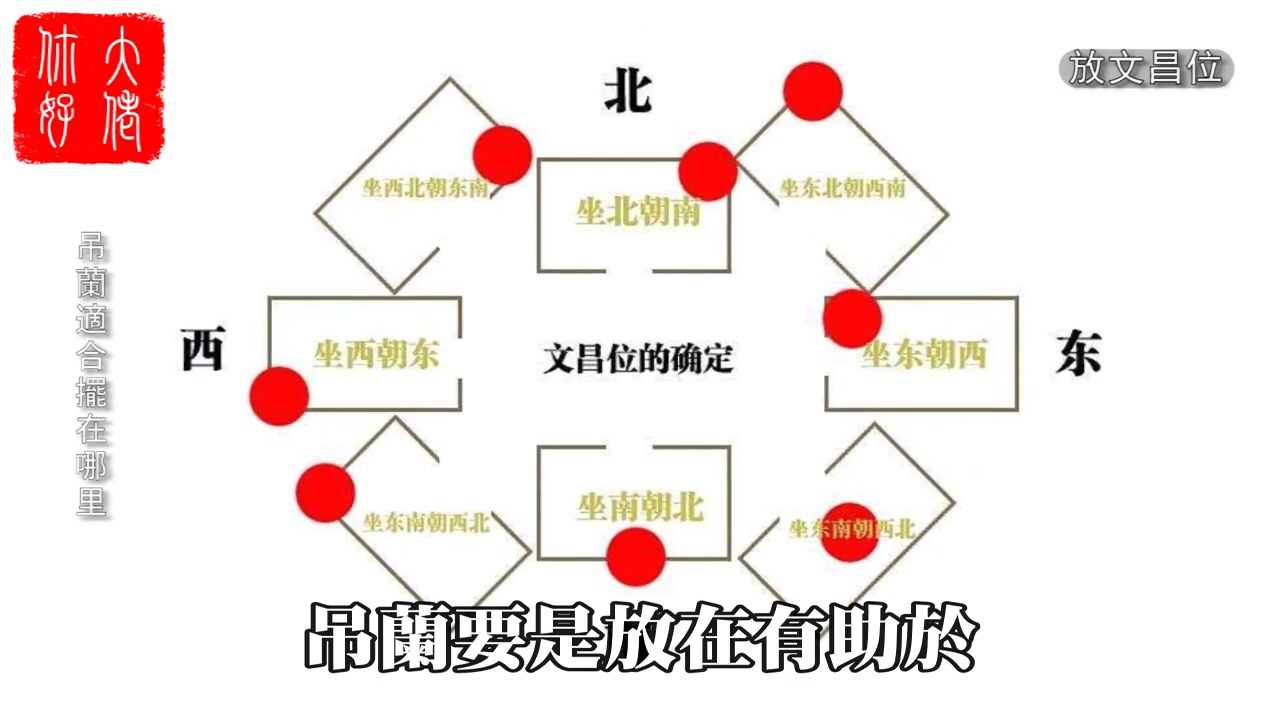 大佬
休好
放文昌位
吊蘭適合擺在哪里
北
坐西北朝东南
坐北朝南
坐东北朝西南
西
坐西朝东
文昌位的确定
坐东朝西
东
坐东南朝西北
坐南朝北
坐东南朝西北
吊蘭要是放在有助於